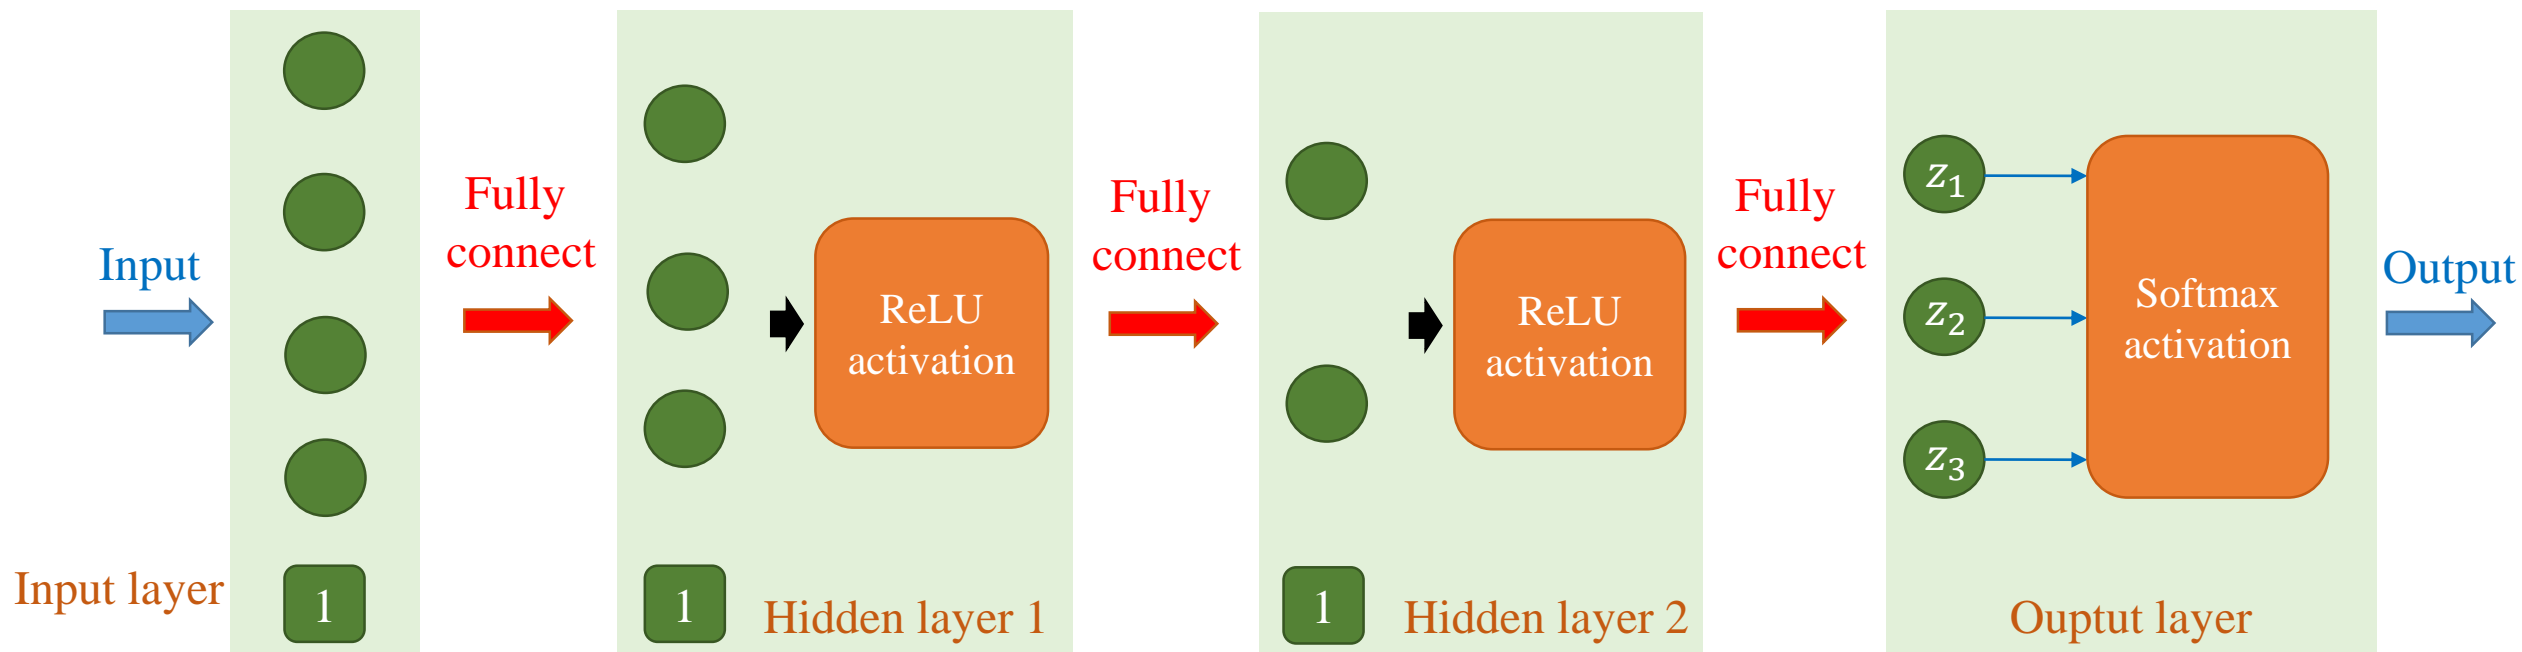 Input
Input layer
1
Fully
connect
ReLU
activation
1
Hidden layer 1
Fully
connect
ReLU
activation
1
Hidden layer 2
Fully
connect
z₁
z₂
z₃
Softmax
activation
Ouptut layer
Output